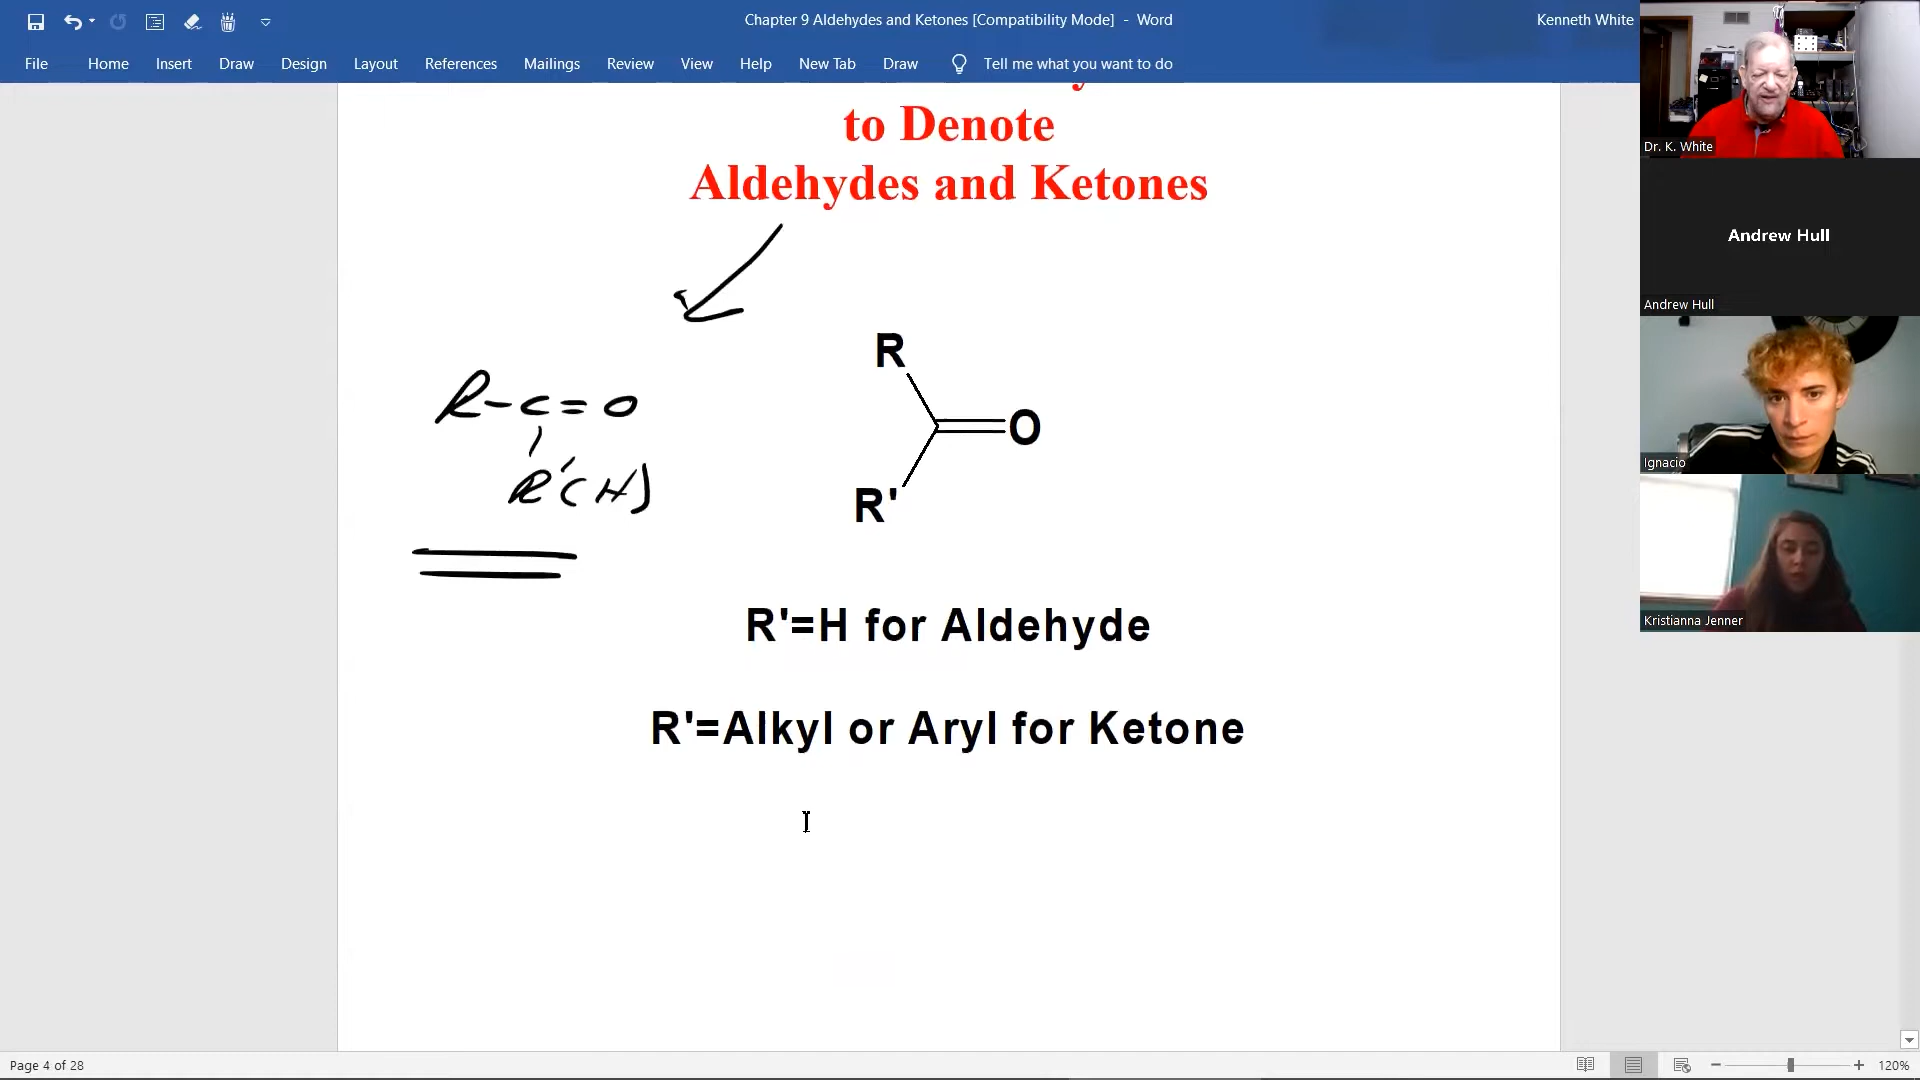 Chapter 9 Aldehydes and Ketones [Compatibility Mode] - Word
Kenneth White
File Home Insert Draw Design Layout References Mailings Review View Help New Tab Draw Tell me what you want to do
to Denote
Aldehydes and Ketones
R
R-C=O
O
R'(H)
R'
R'=H for Aldehyde
R'=Alkyl or Aryl for Ketone
Dr. K. White
Andrew Hull
Andrew Hull
Ignacio
Kristianna Jenner
Page 4 of 28
120%